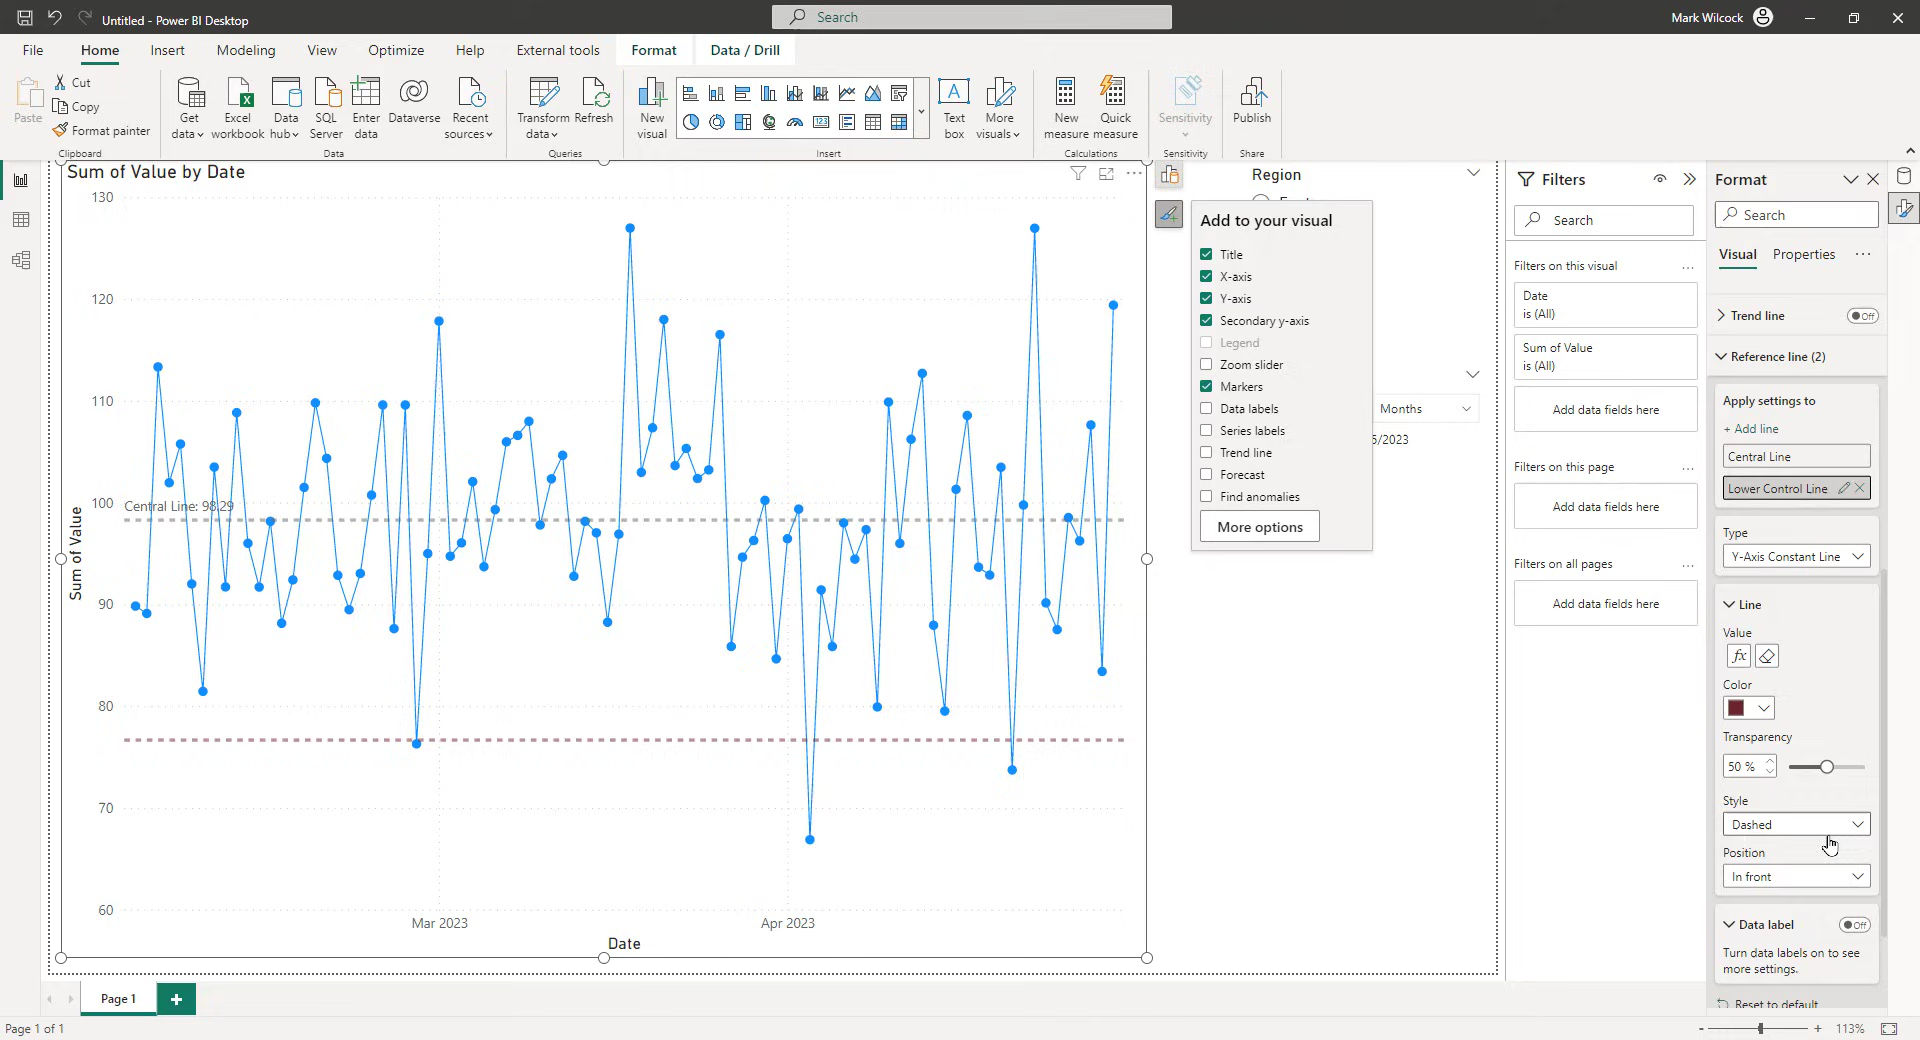 Untitled - Power BI Desktop
Search
Mark Wilcock
File
Home
Insert
Modeling
View
Optimize
Help
External tools
Format
Data / Drill
Paste
Cut
Copy
Format painter
Clipboard
Get data
Excel workbook
Data hub
SQL Server
Enter data
Dataverse
Recent sources
Data
Transform data
Refresh
Queries
New visual
Text box
More visuals
Insert
New measure
Quick measure
Calculations
Sensitivity
Sensitivity
Publish
Share
Sum of Value by Date
130
120
110
100
90
80
70
60
Sum of Value
Central Line: 98.29
Mar 2023
Apr 2023
Date
Region
Add to your visual
Title
X-axis
Y-axis
Secondary y-axis
Legend
Zoom slider
Markers
Data labels
Series labels
Trend line
Forecast
Find anomalies
More options
Months
5/2023
Filters
Search
Filters on this visual
Date
is (All)
Sum of Value
is (All)
Add data fields here
Filters on this page
Add data fields here
Filters on all pages
Add data fields here
Format
Search
Visual
Properties
Trend line
Off
Reference line (2)
Apply settings to
+ Add line
Central Line
Lower Control Line
Type
Y-Axis Constant Line
Line
Value
fx
Color
Transparency
50 %
Style
Dashed
Position
In front
Data label
Off
Turn data labels on to see
more settings.
Reset to default
Page 1
Page 1 of 1
- + 113%